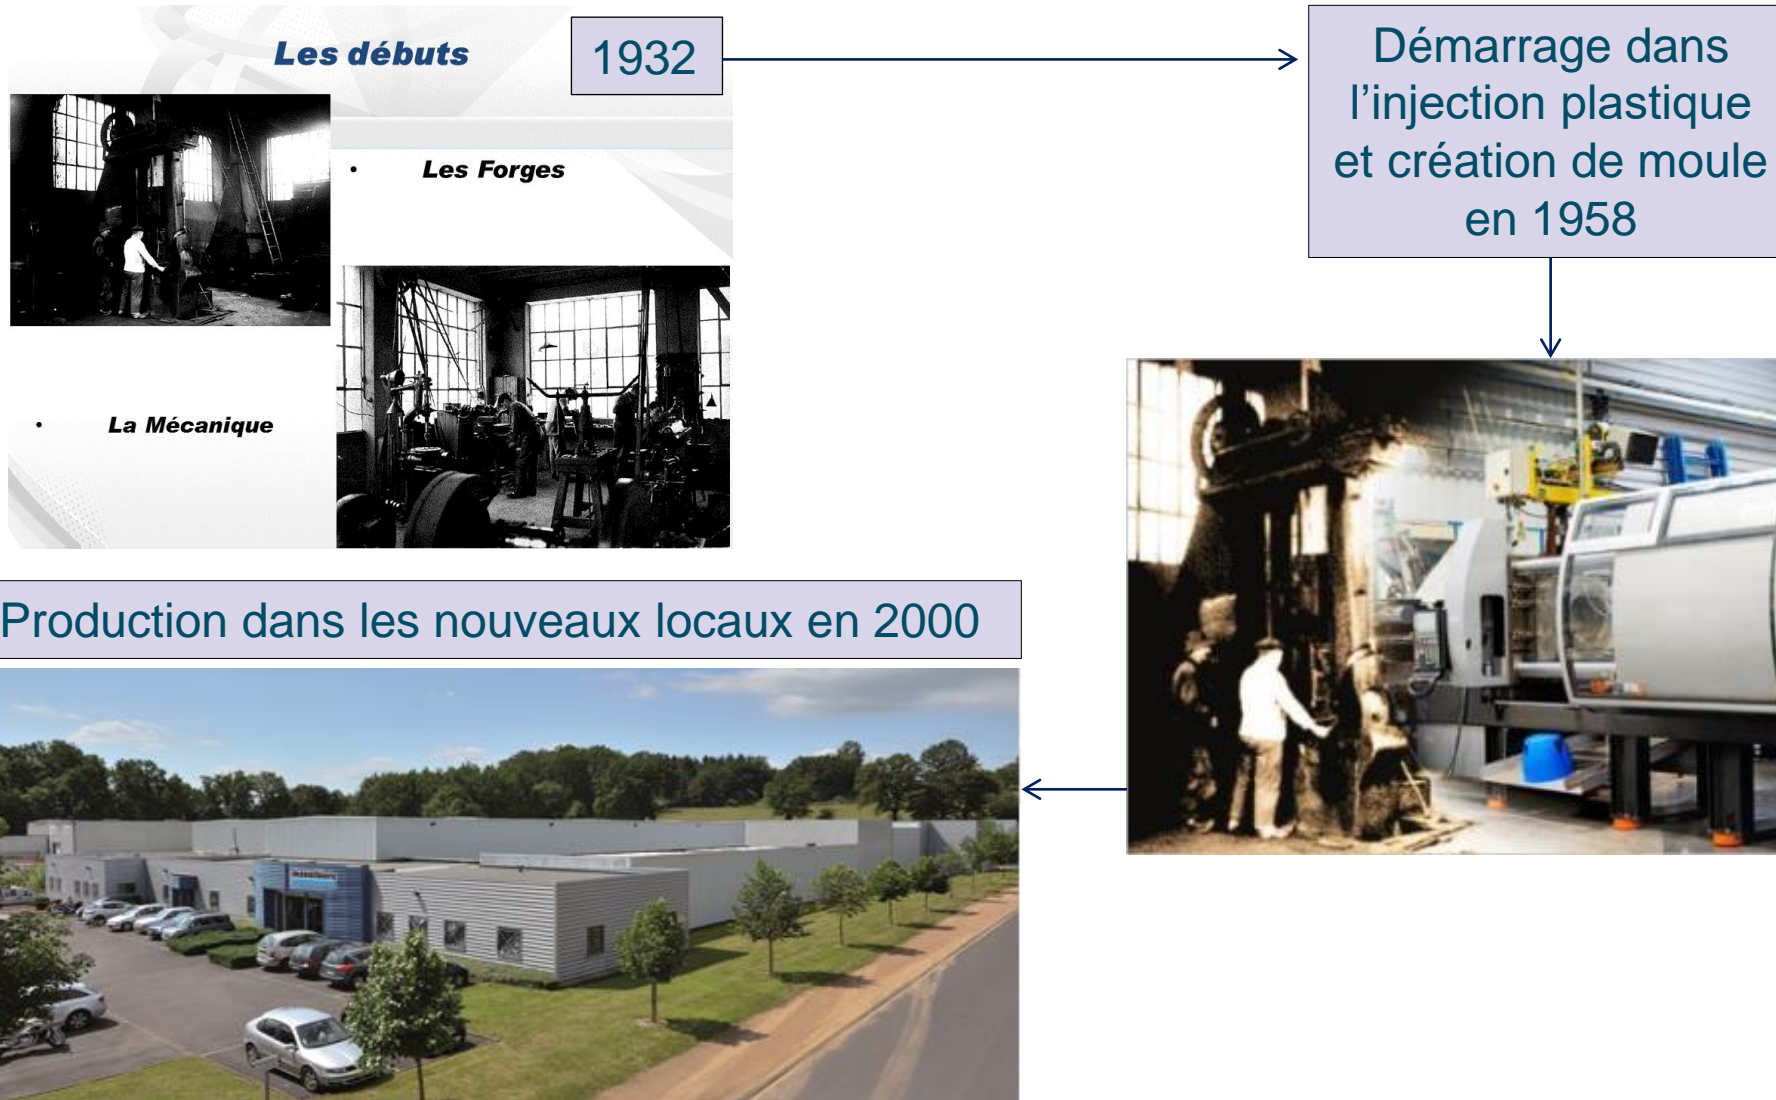 Les débuts
1932
• Les Forges
• La Mécanique
Démarrage dans
l’injection plastique
et création de moule
en 1958
Production dans les nouveaux locaux en 2000